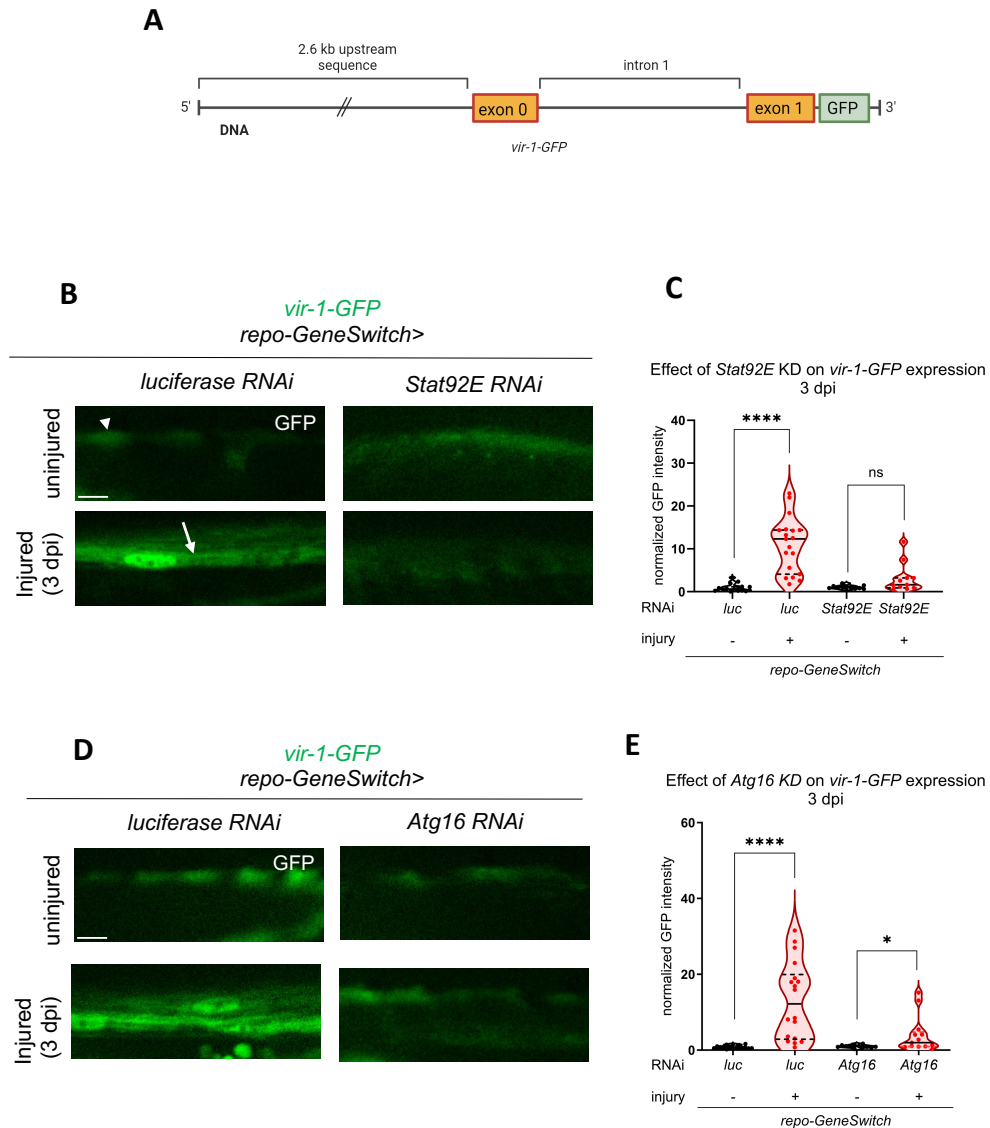 A
2.6 kb upstream
sequence
intron 1
5'
exon 0
exon 1
GFP
3'
DNA
vir-1-GFP
B
vir-1-GFP
repo-GeneSwitch>
luciferase RNAi
Stat92E RNAi
uninjured
GFP
Injured
(3 dpi)
C
Effect of Stat92E KD on vir-1-GFP expression
3 dpi
normalized GFP intensity
40
30
20
10
0
****
ns
RNAi
luc
luc
Stat92E
Stat92E
injury
-
+
-
+
repo-GeneSwitch
D
vir-1-GFP
repo-GeneSwitch>
luciferase RNAi
Atg16 RNAi
uninjured
GFP
Injured
(3 dpi)
E
Effect of Atg16 KD on vir-1-GFP expression
3 dpi
normalized GFP intensity
60
40
20
0
****
*
RNAi
luc
luc
Atg16
Atg16
injury
-
+
-
+
repo-GeneSwitch